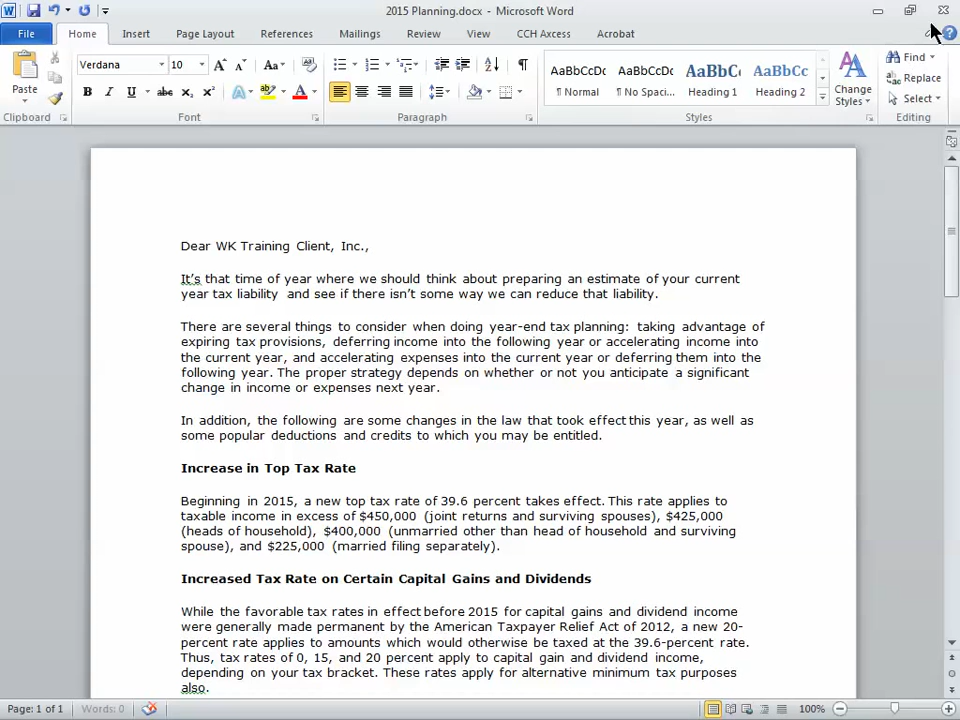 2015 Planning.docx - Microsoft Word
File Home Insert Page Layout References Mailings Review View CCH Axcess Acrobat
Paste
Clipboard
Verdana 10
Aa
B I U abc x₂ x² A ab A
Font
Paragraph
AaBbCcDc AaBbCcDc AaBbC AaBbCc
¶ Normal ¶ No Spaci... Heading 1 Heading 2
Styles
Change
Styles
Find
Replace
Select
Editing
Dear WK Training Client, Inc.,
It's that time of year where we should think about preparing an estimate of your current
year tax liability and see if there isn't some way we can reduce that liability.
There are several things to consider when doing year-end tax planning: taking advantage of
expiring tax provisions, deferring income into the following year or accelerating income into
the current year, and accelerating expenses into the current year or deferring them into the
following year. The proper strategy depends on whether or not you anticipate a significant
change in income or expenses next year.
In addition, the following are some changes in the law that took effect this year, as well as
some popular deductions and credits to which you may be entitled.
Increase in Top Tax Rate
Beginning in 2015, a new top tax rate of 39.6 percent takes effect. This rate applies to
taxable income in excess of $450,000 (joint returns and surviving spouses), $425,000
(heads of household), $400,000 (unmarried other than head of household and surviving
spouse), and $225,000 (married filing separately).
Increased Tax Rate on Certain Capital Gains and Dividends
While the favorable tax rates in effect before 2015 for capital gains and dividend income
were generally made permanent by the American Taxpayer Relief Act of 2012, a new 20-
percent rate applies to amounts which would otherwise be taxed at the 39.6-percent rate.
Thus, tax rates of 0, 15, and 20 percent apply to capital gain and dividend income,
depending on your tax bracket. These rates apply for alternative minimum tax purposes
also.
Page: 1 of 1 Words: 0 100%